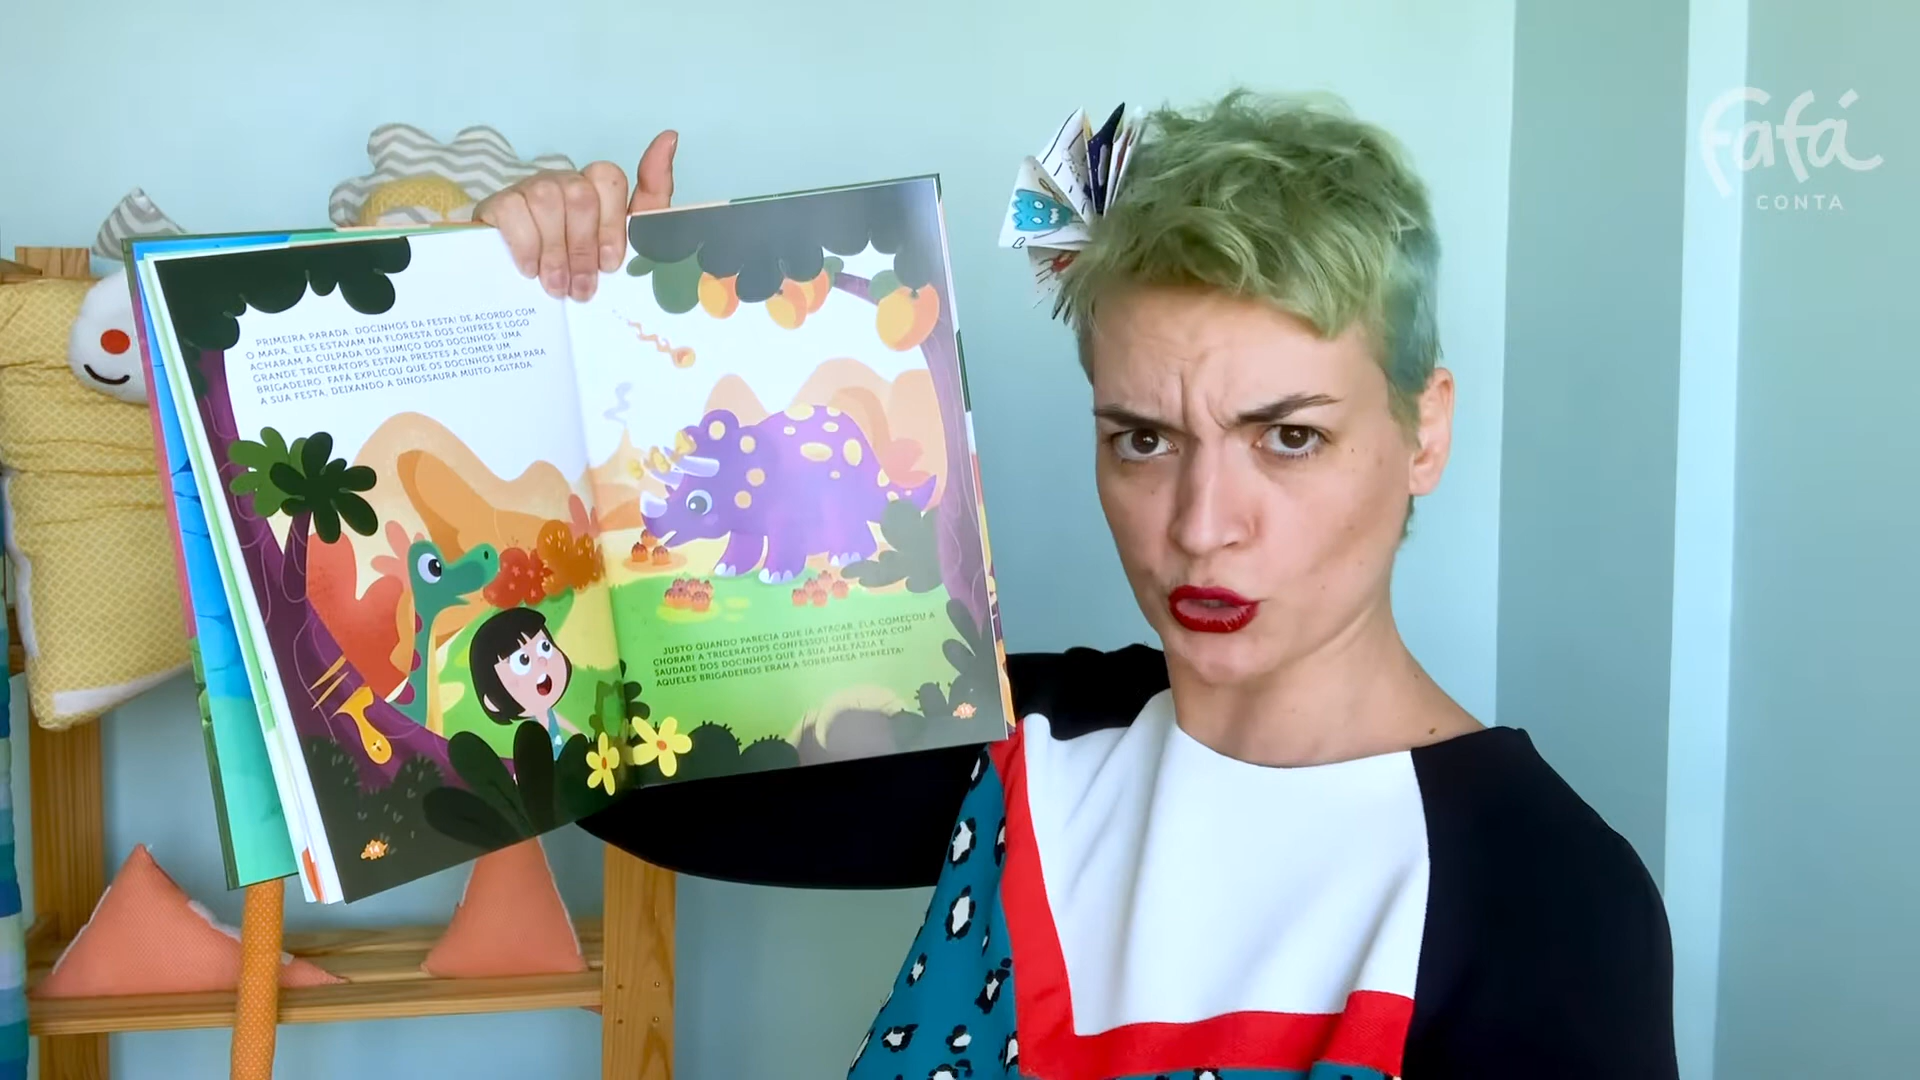 PRIMEIRA PARADA, DOCINHOS DA FESTA! DE ACORDO COM
O MAPA, ELES ESTAVAM NA FLORESTA DOS CHIFRES E LOGO
ACHARAM A CULPADA DO SUMIÇO DOS DOCINHOS: UMA
GRANDE TRICERATOPS ESTAVA PRESTES A COMER UM
BRIGADEIRO. FAFÁ EXPLICOU QUE OS DOCINHOS ERAM PARA
A SUA FESTA, DEIXANDO A DINOSSAURA MUITO AGITADA.
JUSTO QUANDO PARECIA QUE IA ATACAR, ELA COMEÇOU A
CHORAR! A TRICERATOPS CONFESSOU QUE ESTAVA COM
SAUDADE DOS DOCINHOS QUE A SUA MÃE FAZIA E
AQUELES BRIGADEIROS ERAM A SOBREMESA PERFEITA!
14
Fafá
CONTA